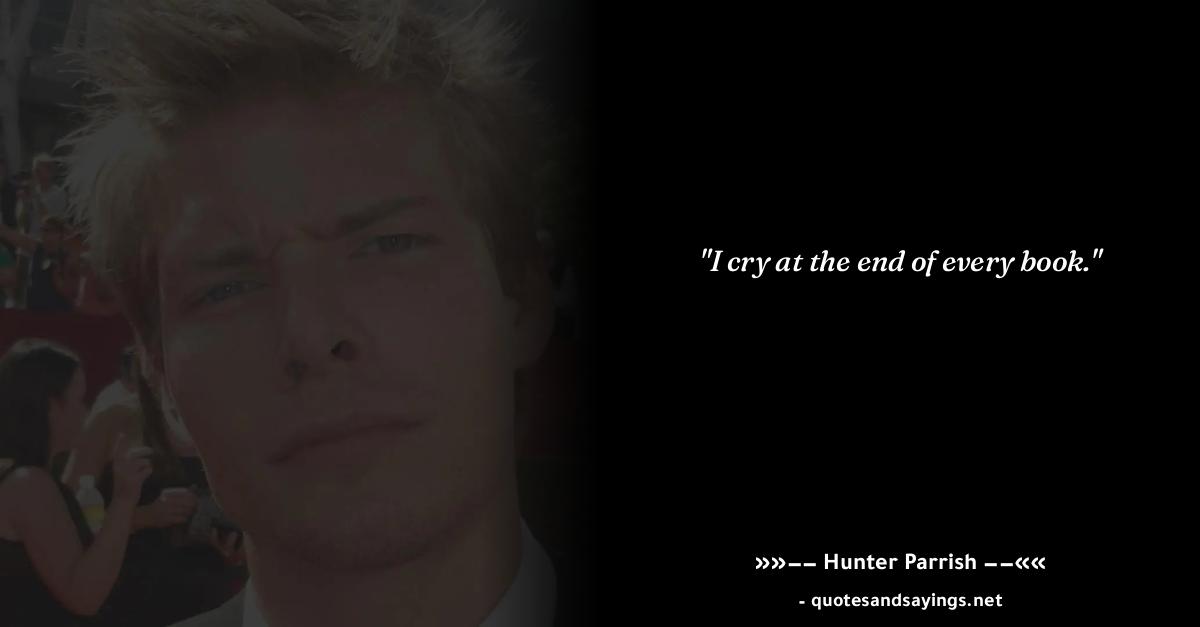 "I cry at the end of every book."
»»–– Hunter Parrish ––««
- quotesandsayings.net